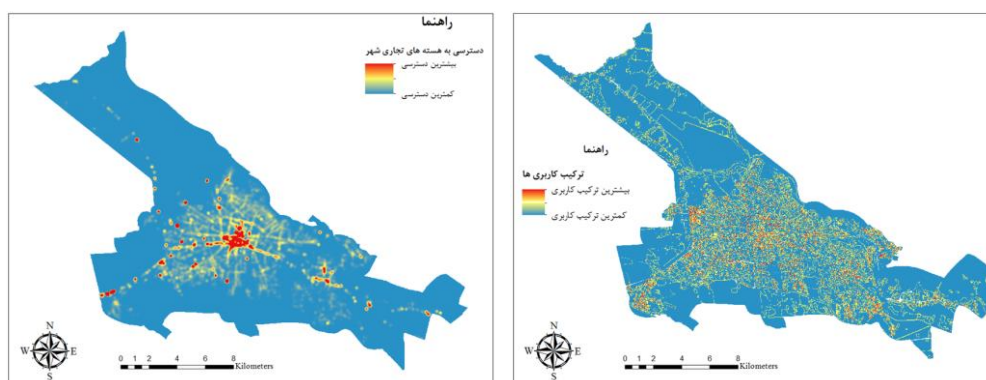 راهنما
دسترسی به هسته های تجاری شهر
بیشترین دسترسی
کمترین دسترسی
N
W
E
S
0 1 2 4 6 8
Kilometers
راهنما
ترکیب کاربری ها
بیشترین ترکیب کاربری
کمترین ترکیب کاربری
N
W
E
S
0 1 2 4 6 8
Kilometers